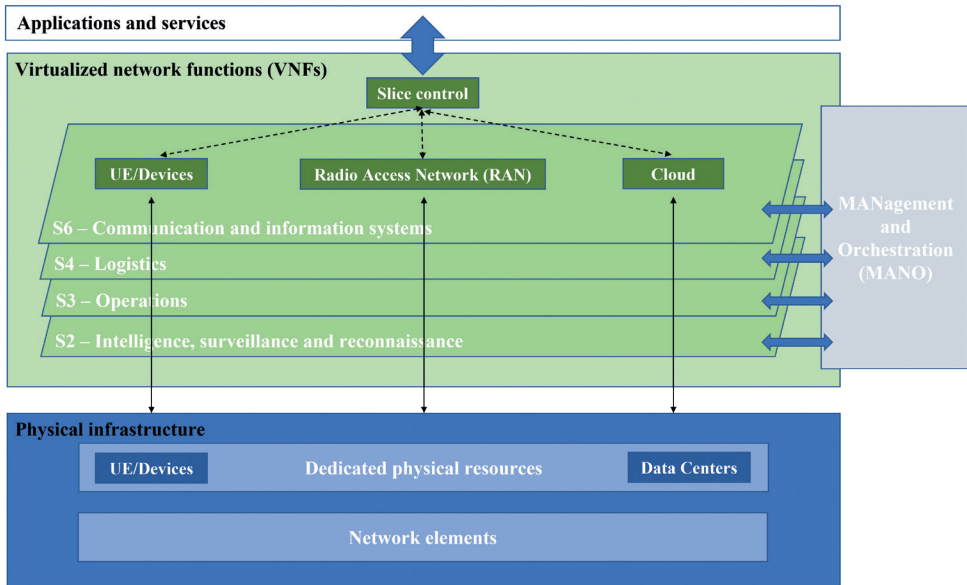 Applications and services
Virtualized network functions (VNFs)
Slice control
UE/Devices
Radio Access Network (RAN)
Cloud
S6 – Communication and information systems
S4 – Logistics
S3 – Operations
S2 – Intelligence, surveillance and reconnaissance
MANagement
and
Orchestration
(MANO)
Physical infrastructure
UE/Devices
Dedicated physical resources
Data Centers
Network elements